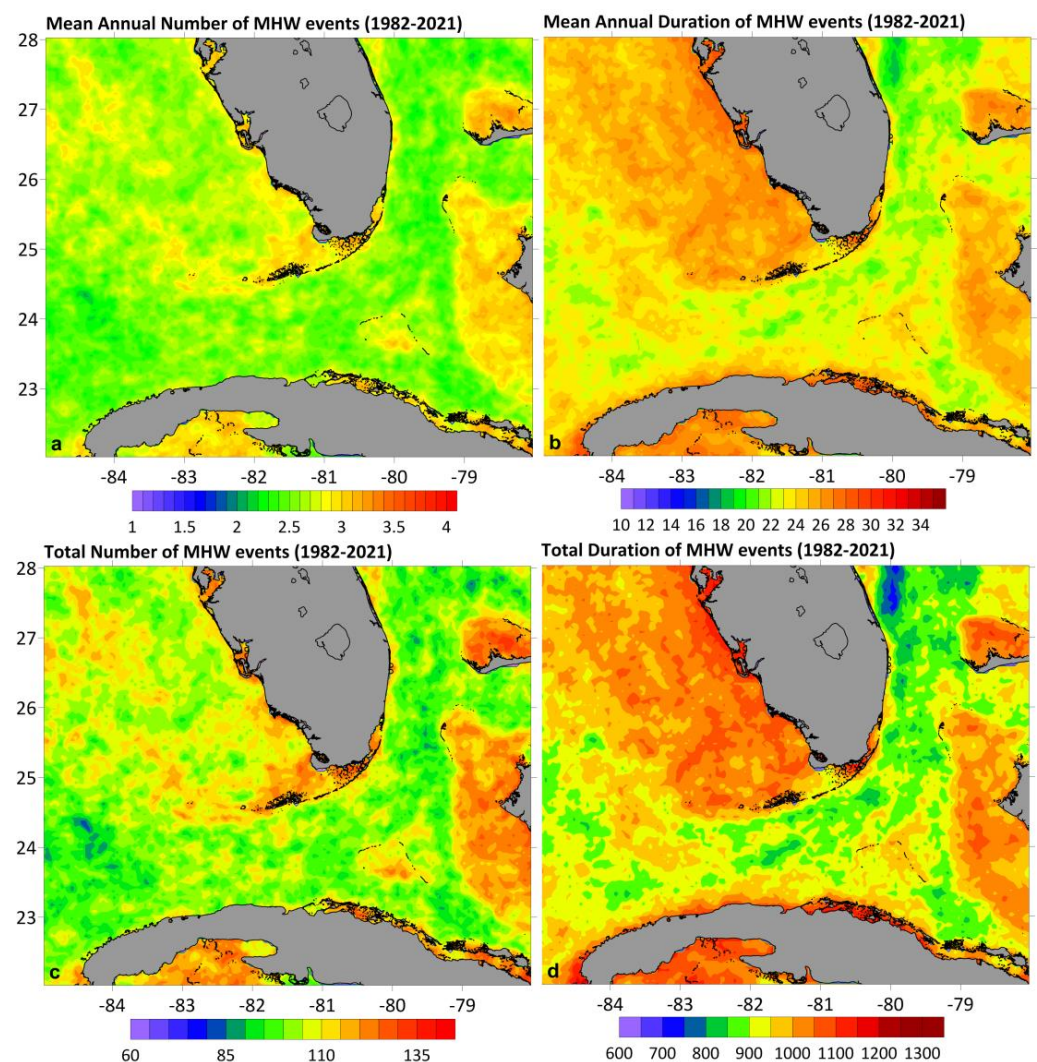 Mean Annual Number of MHW events (1982-2021)
28
27
26
25
24
23
a
-84 -83 -82 -81 -80 -79
1 1.5 2 2.5 3 3.5 4
Mean Annual Duration of MHW events (1982-2021)
b
-84 -83 -82 -81 -80 -79
10 12 14 16 18 20 22 24 26 28 30 32 34
Total Number of MHW events (1982-2021)
28
27
26
25
24
23
c
-84 -83 -82 -81 -80 -79
60 85 110 135
Total Duration of MHW events (1982-2021)
d
-84 -83 -82 -81 -80 -79
600 700 800 900 1000 1100 1200 1300